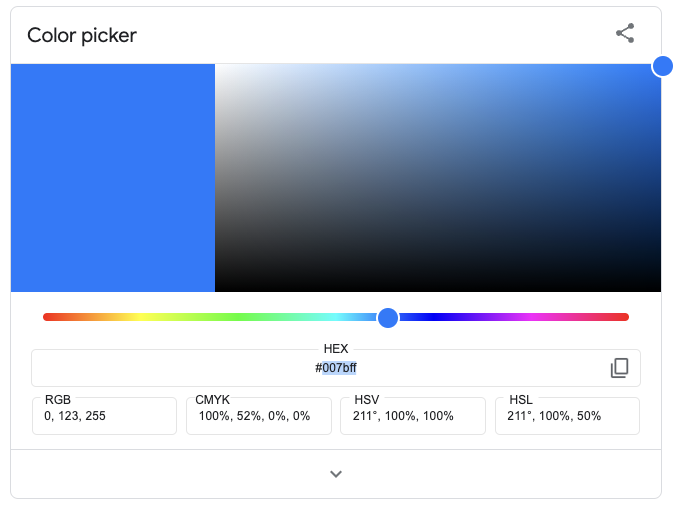 Color picker
HEX
#007bff
RGB
0, 123, 255
CMYK
100%, 52%, 0%, 0%
HSV
211°, 100%, 100%
HSL
211°, 100%, 50%